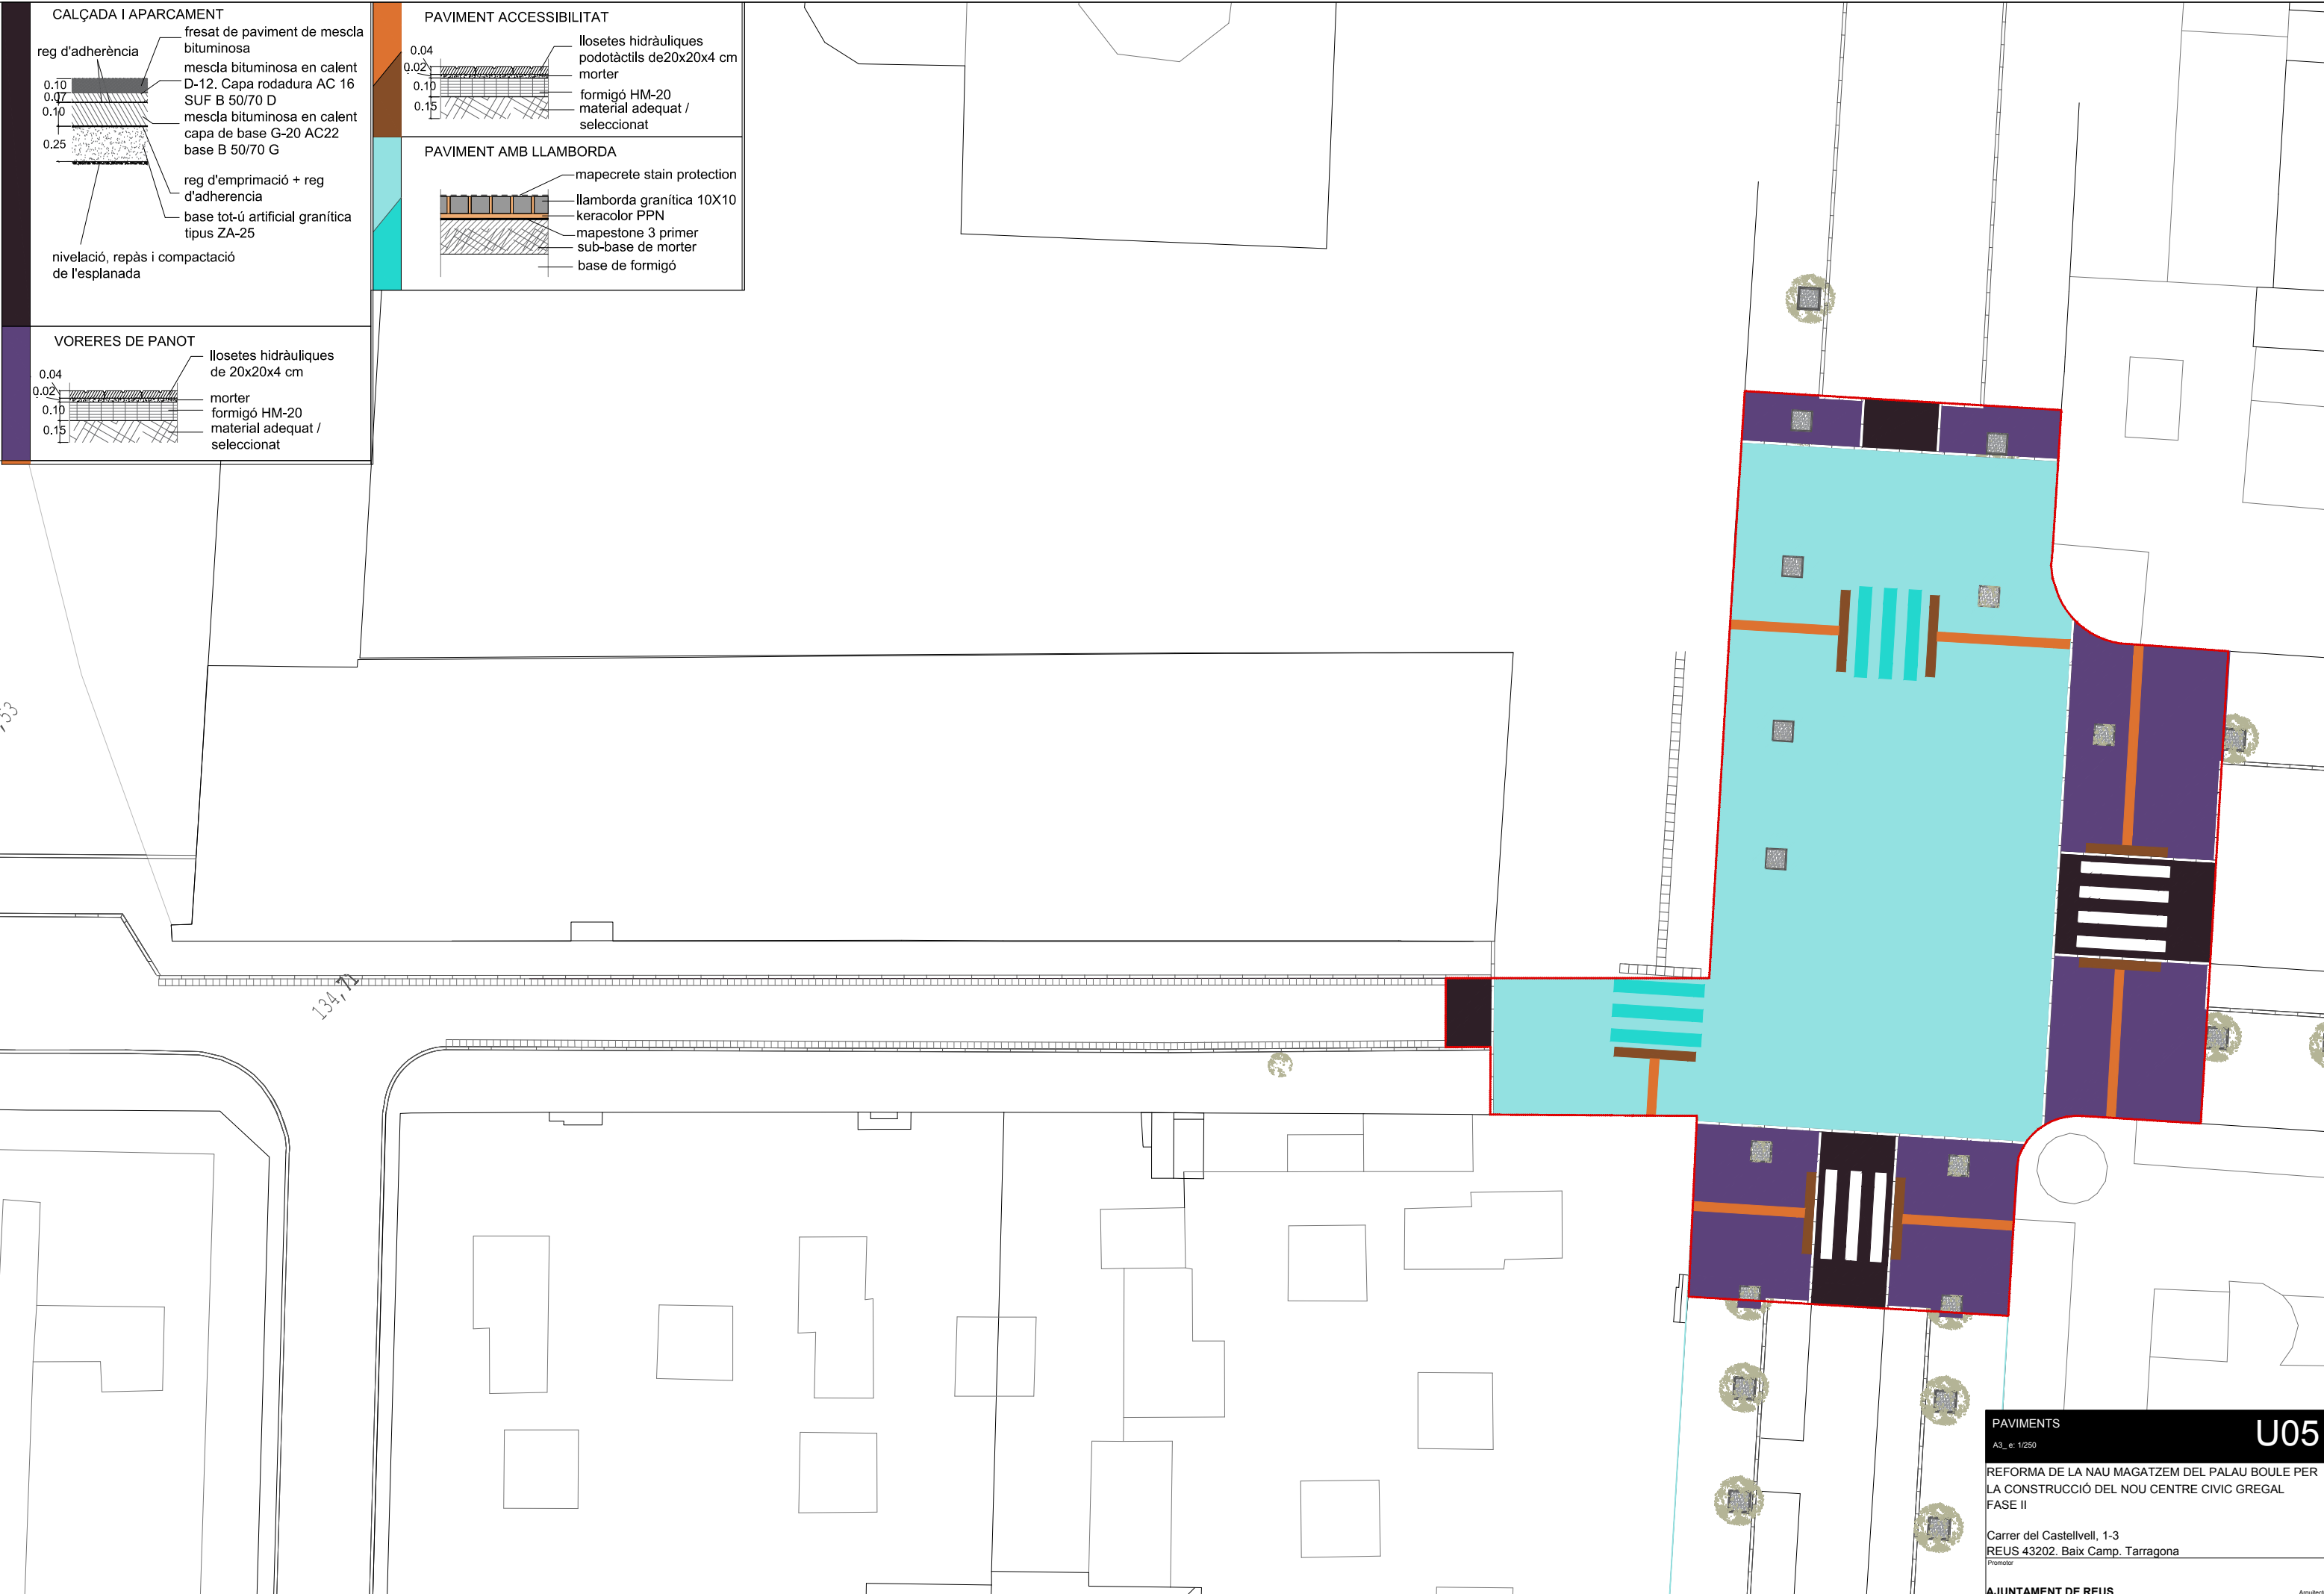 CALÇADA I APARCAMENT
reg d'adherència
fresat de paviment de mescla
bituminosa
mescla bituminosa en calent
D-12. Capa rodadura AC 16
SUF B 50/70 D
mescla bituminosa en calent
capa de base G-20 AC22
base B 50/70 G
reg d'emprimació + reg
d'adherencia
base tot-ú artificial granítica
tipus ZA-25
nivelació, repàs i compactació
de l'esplanada
0.10
0.07
0.10
0.25
VORERES DE PANOT
llosetes hidràuliques
de 20x20x4 cm
morter
formigó HM-20
material adequat /
seleccionat
0.04
0.02
0.10
0.15
PAVIMENT ACCESSIBILITAT
llosetes hidràuliques
podotàctils de20x20x4 cm
morter
formigó HM-20
material adequat /
seleccionat
0.04
0.02
0.10
0.15
PAVIMENT AMB LLAMBORDA
mapecrete stain protection
llamborda granítica 10X10
keracolor PPN
mapestone 3 primer
sub-base de morter
base de formigó
,53
134,71
PAVIMENTS
U05
A3_ e: 1/250
REFORMA DE LA NAU MAGATZEM DEL PALAU BOULE PER
LA CONSTRUCCIÓ DEL NOU CENTRE CIVIC GREGAL
FASE II
Carrer del Castellvell, 1-3
REUS 43202. Baix Camp. Tarragona
Promotor
AJUNTAMENT DE REUS